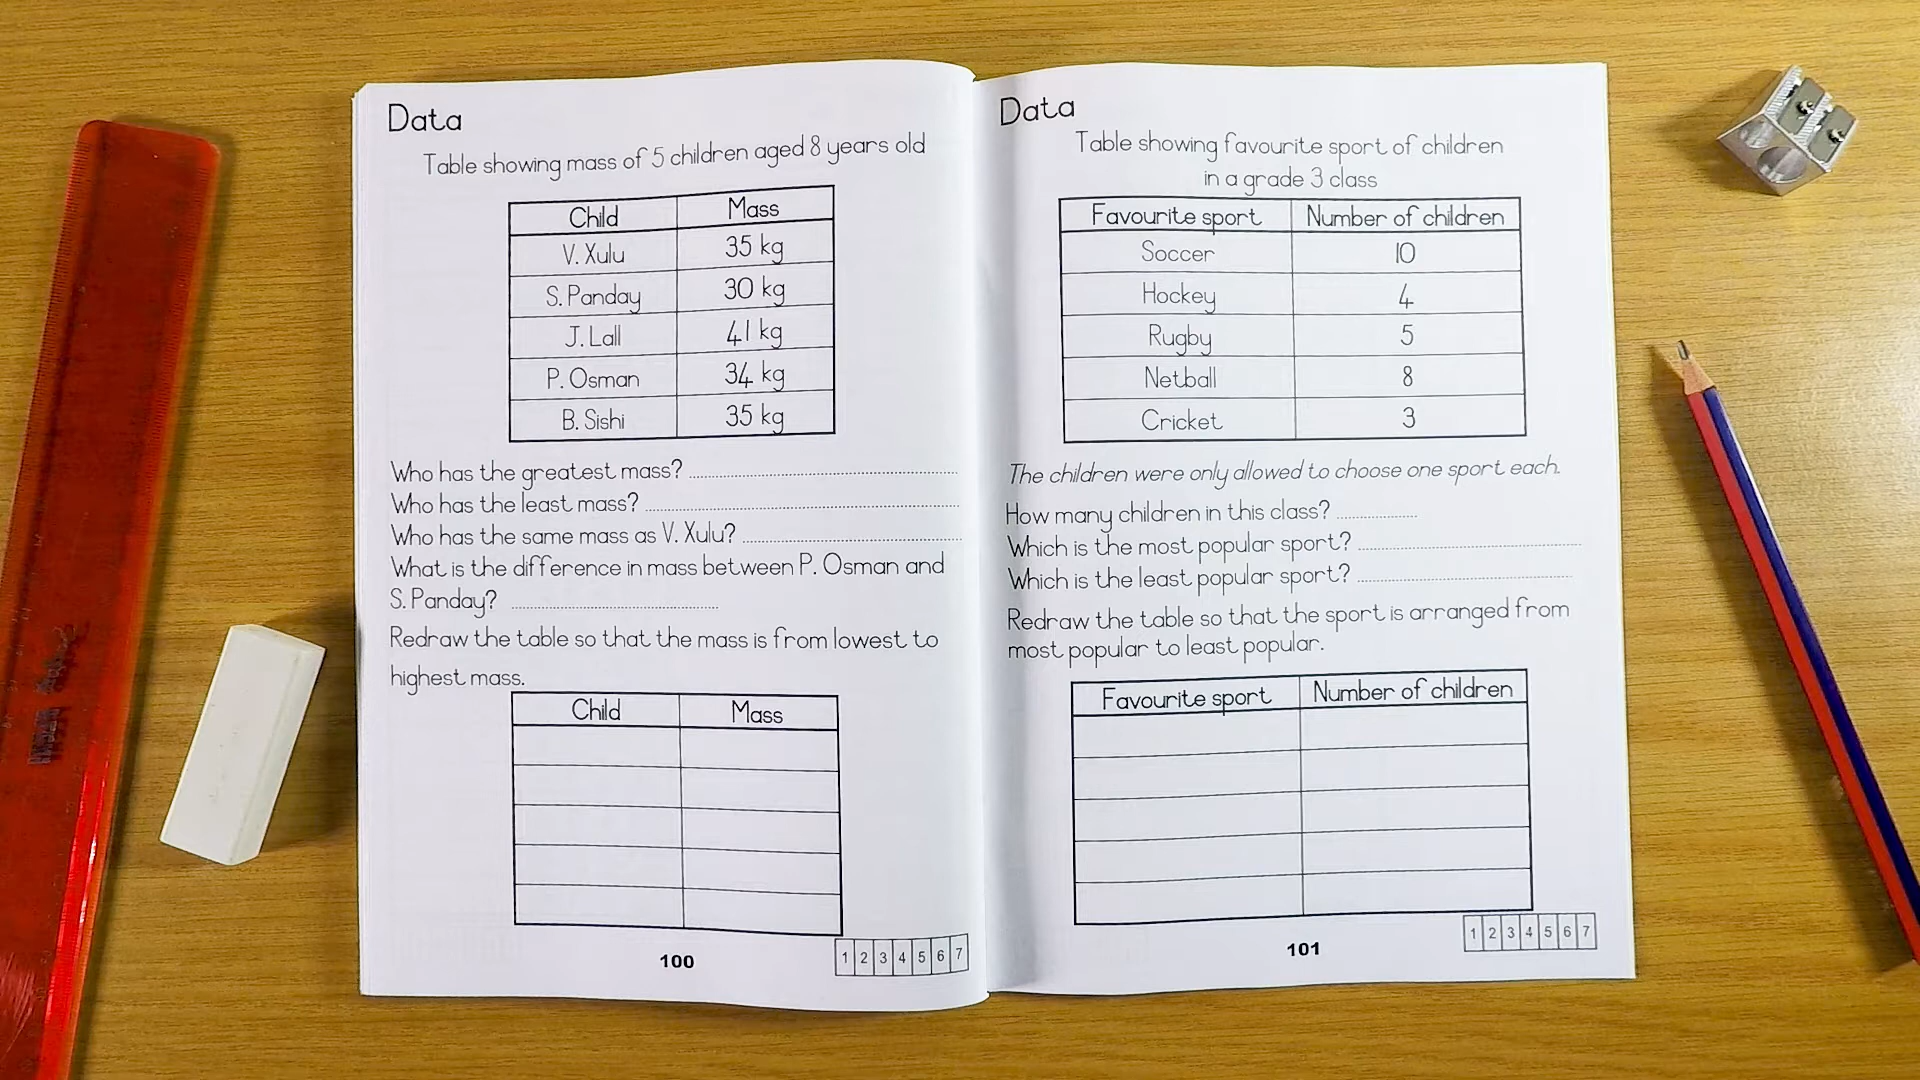 Data
Table showing mass of 5 children aged 8 years old
Child Mass
V. Xulu 35 kg
S. Panday 30 kg
J. Lall 41 kg
P. Osman 34 kg
B. Sishi 35 kg
Who has the greatest mass?
Who has the least mass?
Who has the same mass as V. Xulu?
What is the difference in mass between P. Osman and
S. Panday?
Redraw the table so that the mass is from lowest to
highest mass.
Child Mass
100
1 2 3 4 5 6 7
Data
Table showing favourite sport of children
in a grade 3 class
Favourite sport Number of children
Soccer 10
Hockey 4
Rugby 5
Netball 8
Cricket 3
The children were only allowed to choose one sport each.
How many children in this class?
Which is the most popular sport?
Which is the least popular sport?
Redraw the table so that the sport is arranged from
most popular to least popular.
Favourite sport Number of children
101
1 2 3 4 5 6 7